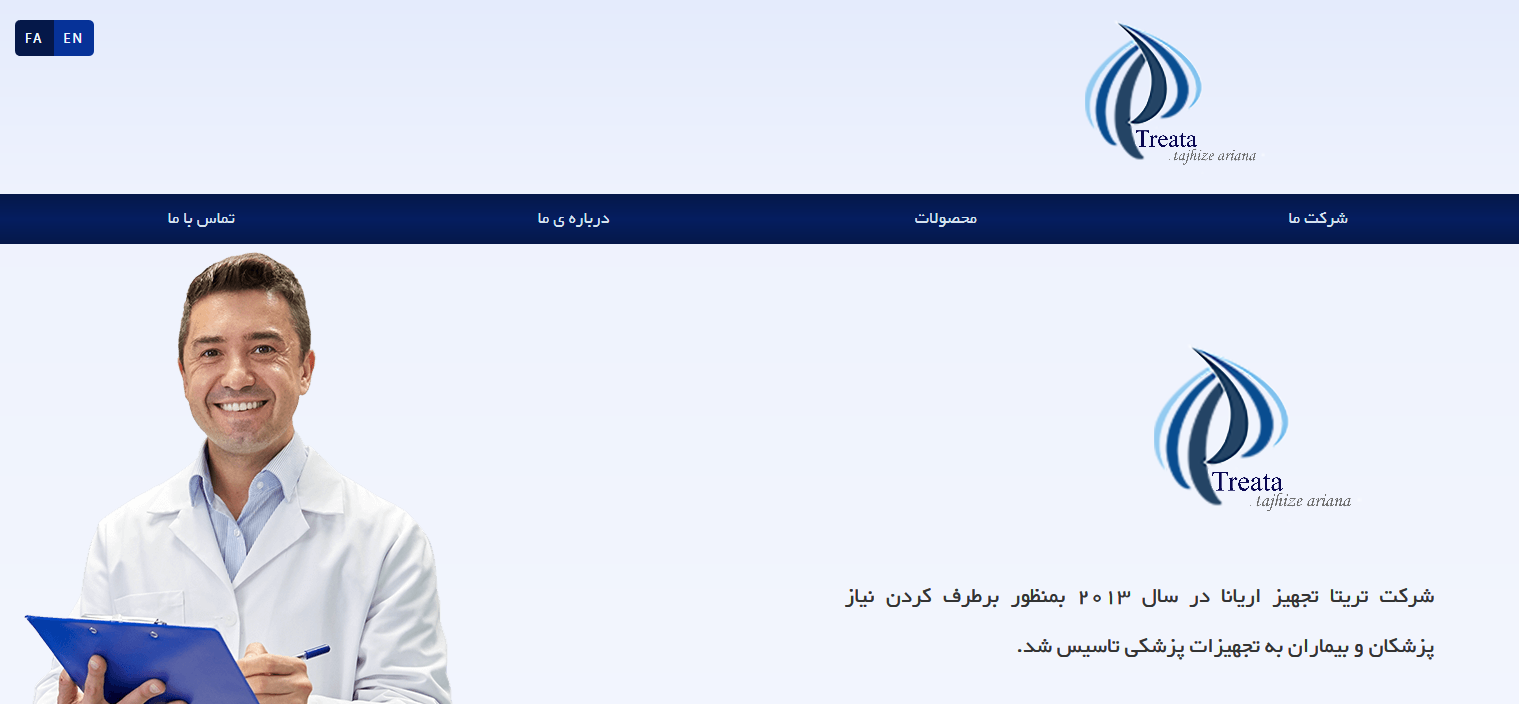 FA EN
Treata
tajhize ariana
شرکت ما
محصولات
درباره ی ما
تماس با ما
Treata
tajhize ariana
شرکت تریتا تجهیز اریانا در سال ۲۰۱۳ بمنظور برطرف کردن نیاز
پزشکان و بیماران به تجهیزات پزشکی تاسیس شد.